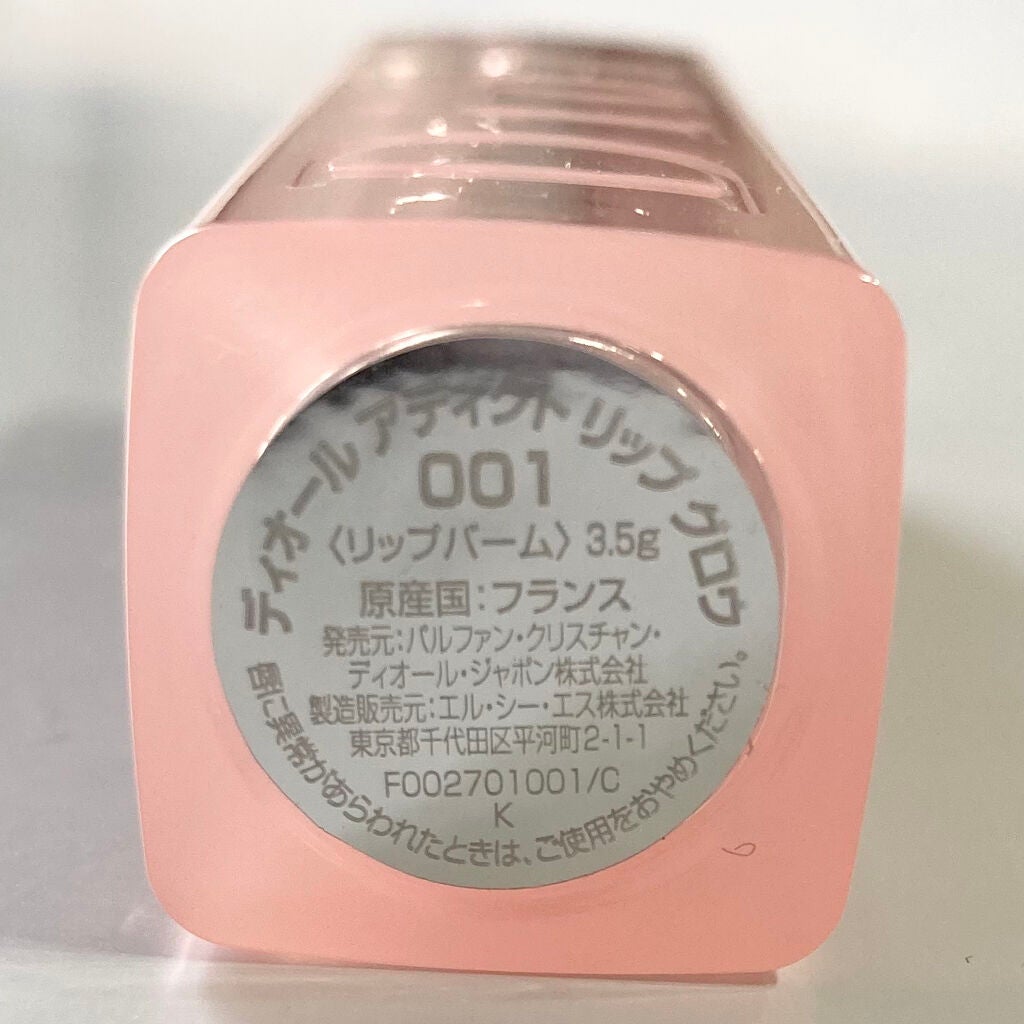 ディオール アディクト リップ グロウ
001
〈リップバーム〉 3.5g
原産国:フランス
発売元:パルファン・クリスチャン・
ディオール・ジャポン株式会社
製造販売元:エル・シー・エス株式会社
東京都千代田区平河町2-1-1
F002701001/C
K
唇に異常があらわれたときは、ご使用をおやめください。